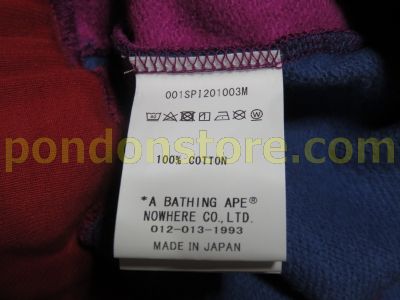 001SPI201003M
pondonstore.com
100% COTTON
*A BATHING APE®
NOWHERE CO.,LTD.
012-013-1993
MADE IN JAPAN